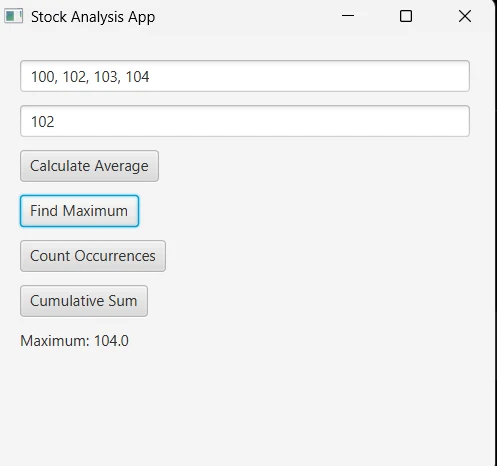 Stock Analysis App
100, 102, 103, 104
102
Calculate Average
Find Maximum
Count Occurrences
Cumulative Sum
Maximum: 104.0